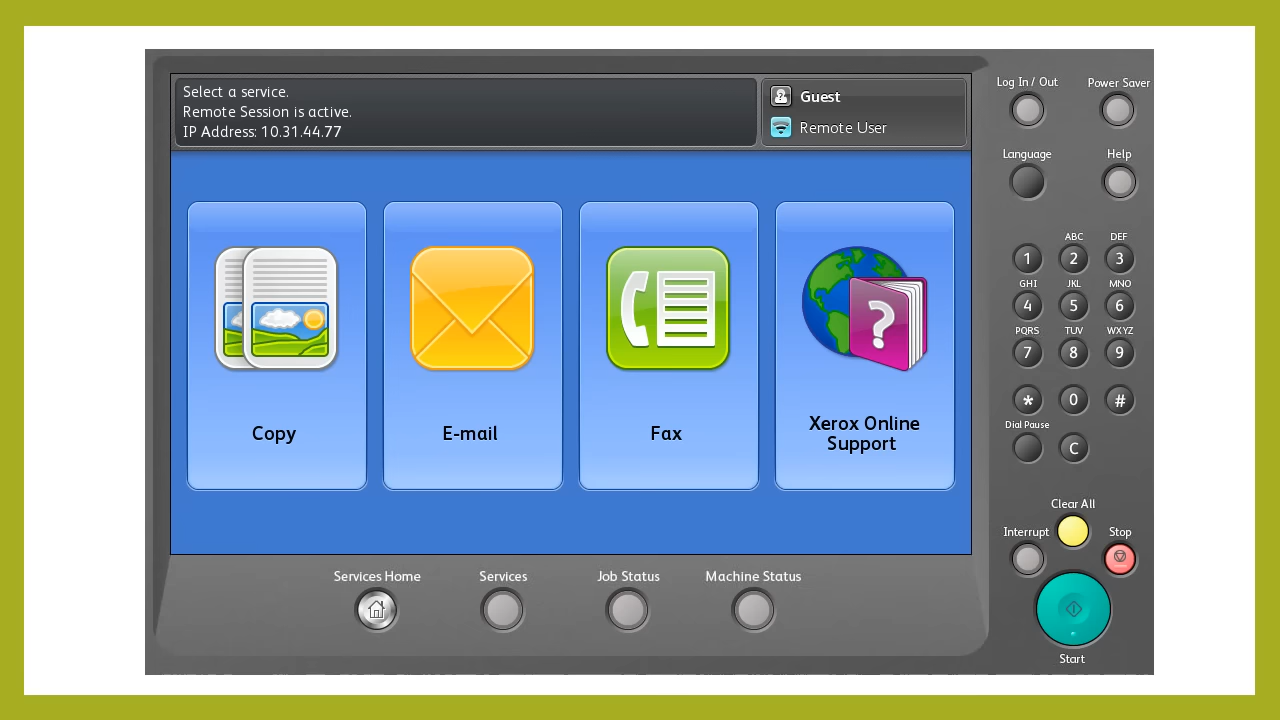 Select a service.
Remote Session is active.
IP Address: 10.31.44.77
Guest
Remote User
Copy
E-mail
Fax
Xerox Online
Support
Services Home
Services
Job Status
Machine Status
Log In / Out
Power Saver
Language
Help
ABC
DEF
1
2
3
GHI
JKL
MNO
4
5
6
PQRS
TUV
WXYZ
7
8
9
*
0
#
Dial Pause
C
Clear All
Interrupt
Stop
Start